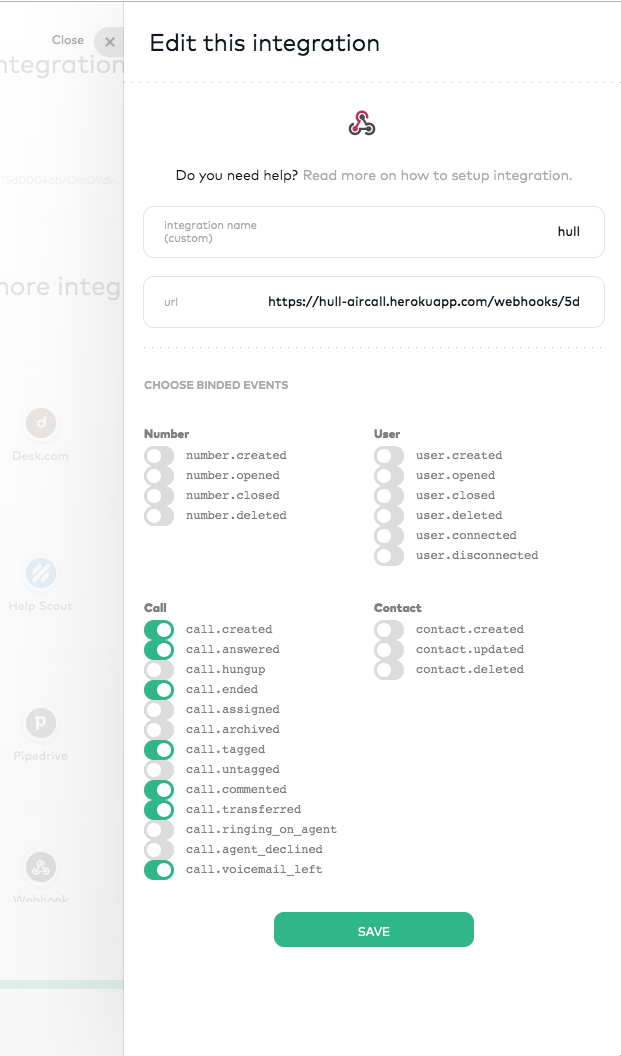 Close
Edit this integration
ntegration
Do you need help? Read more on how to setup integration.
integration name
(custom)
hull
url
https://hull-aircall.herokuapp.com/webhooks/5d
more integ
CHOOSE BINDED EVENTS
Number
number.created
number.opened
number.closed
number.deleted
User
user.created
user.opened
user.closed
user.deleted
user.connected
user.disconnected
Desk.com
Help Scout
Pipedrive
Webhook
Call
call.created
call.answered
call.hungup
call.ended
call.assigned
call.archived
call.tagged
call.untagged
call.commented
call.transferred
call.ringing_on_agent
call.agent_declined
call.voicemail_left
Contact
contact.created
contact.updated
contact.deleted
SAVE